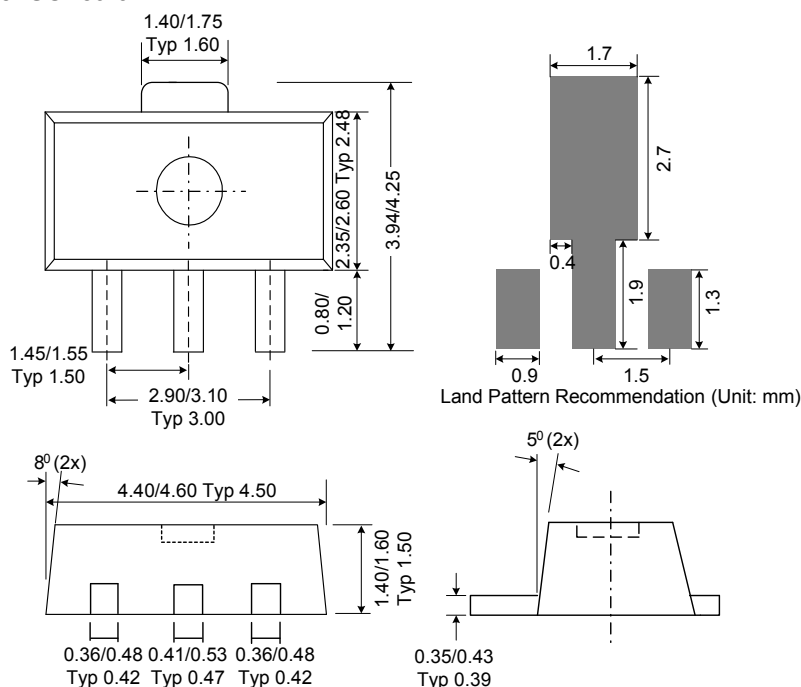 1.40/1.75
Typ 1.60
2.35/2.60 Typ 2.48
3.94/4.25
0.80/
1.20
1.45/1.55
Typ 1.50
2.90/3.10
Typ 3.00
1.7
2.7
0.4
1.9
1.3
0.9
1.5
Land Pattern Recommendation (Unit: mm)
8⁰ (2x)
4.40/4.60 Typ 4.50
1.40/1.60
Typ 1.50
0.36/0.48 0.41/0.53 0.36/0.48
Typ 0.42 Typ 0.47 Typ 0.42
5⁰ (2x)
0.35/0.43
Typ 0.39